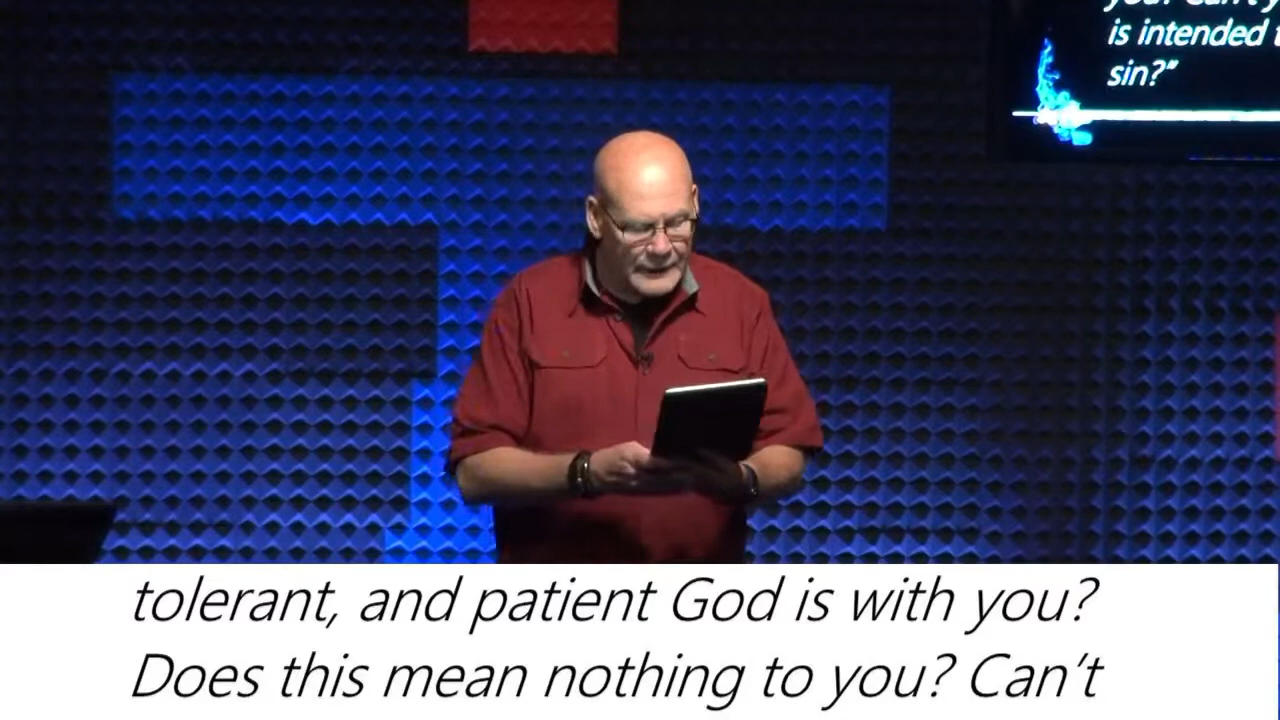 is intended
sin?”
tolerant, and patient God is with you?
Does this mean nothing to you? Can’t